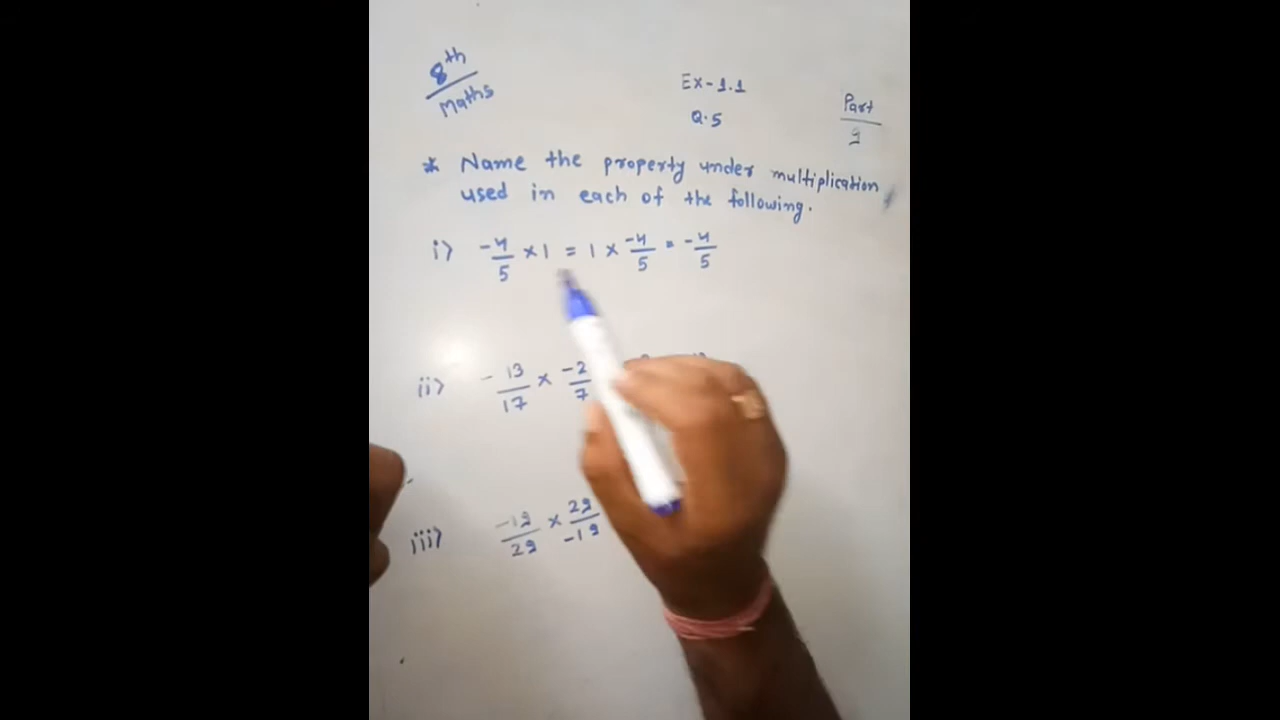 8th
Maths
Ex-1.1
Q.5
Part
9
* Name the property under multiplication
used in each of the following.
i) -4/5 × 1 = 1 × -4/5 = -4/5
ii) -13/17 × -2/7
iii) -19/29 × 29/-19